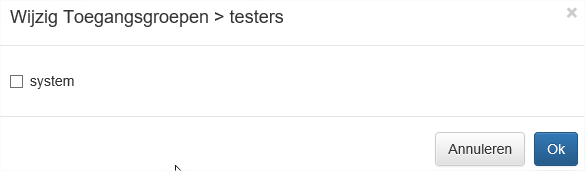 Wijzig Toegangsgroepen > testers
×
system
Annuleren Ok